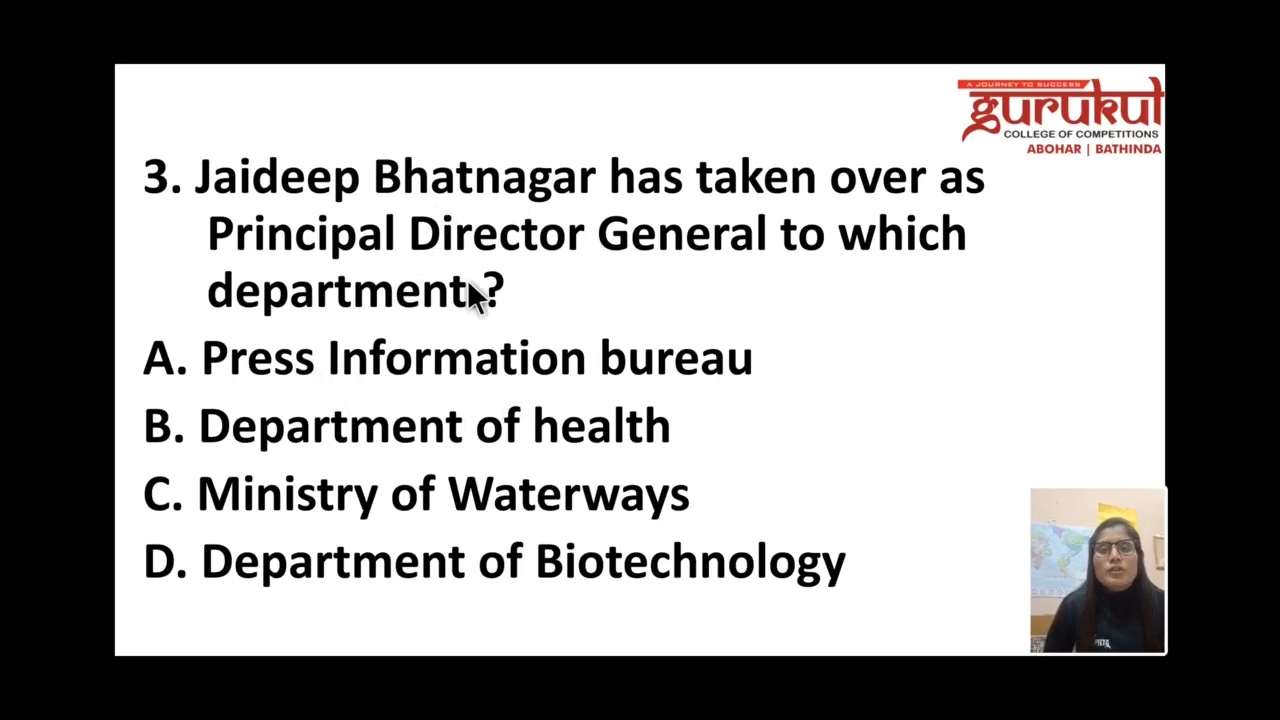 A JOURNEY TO SUCCESS
gurukul
COLLEGE OF COMPETITIONS
ABOHAR | BATHINDA
3. Jaideep Bhatnagar has taken over as
Principal Director General to which
department ?
A. Press Information bureau
B. Department of health
C. Ministry of Waterways
D. Department of Biotechnology